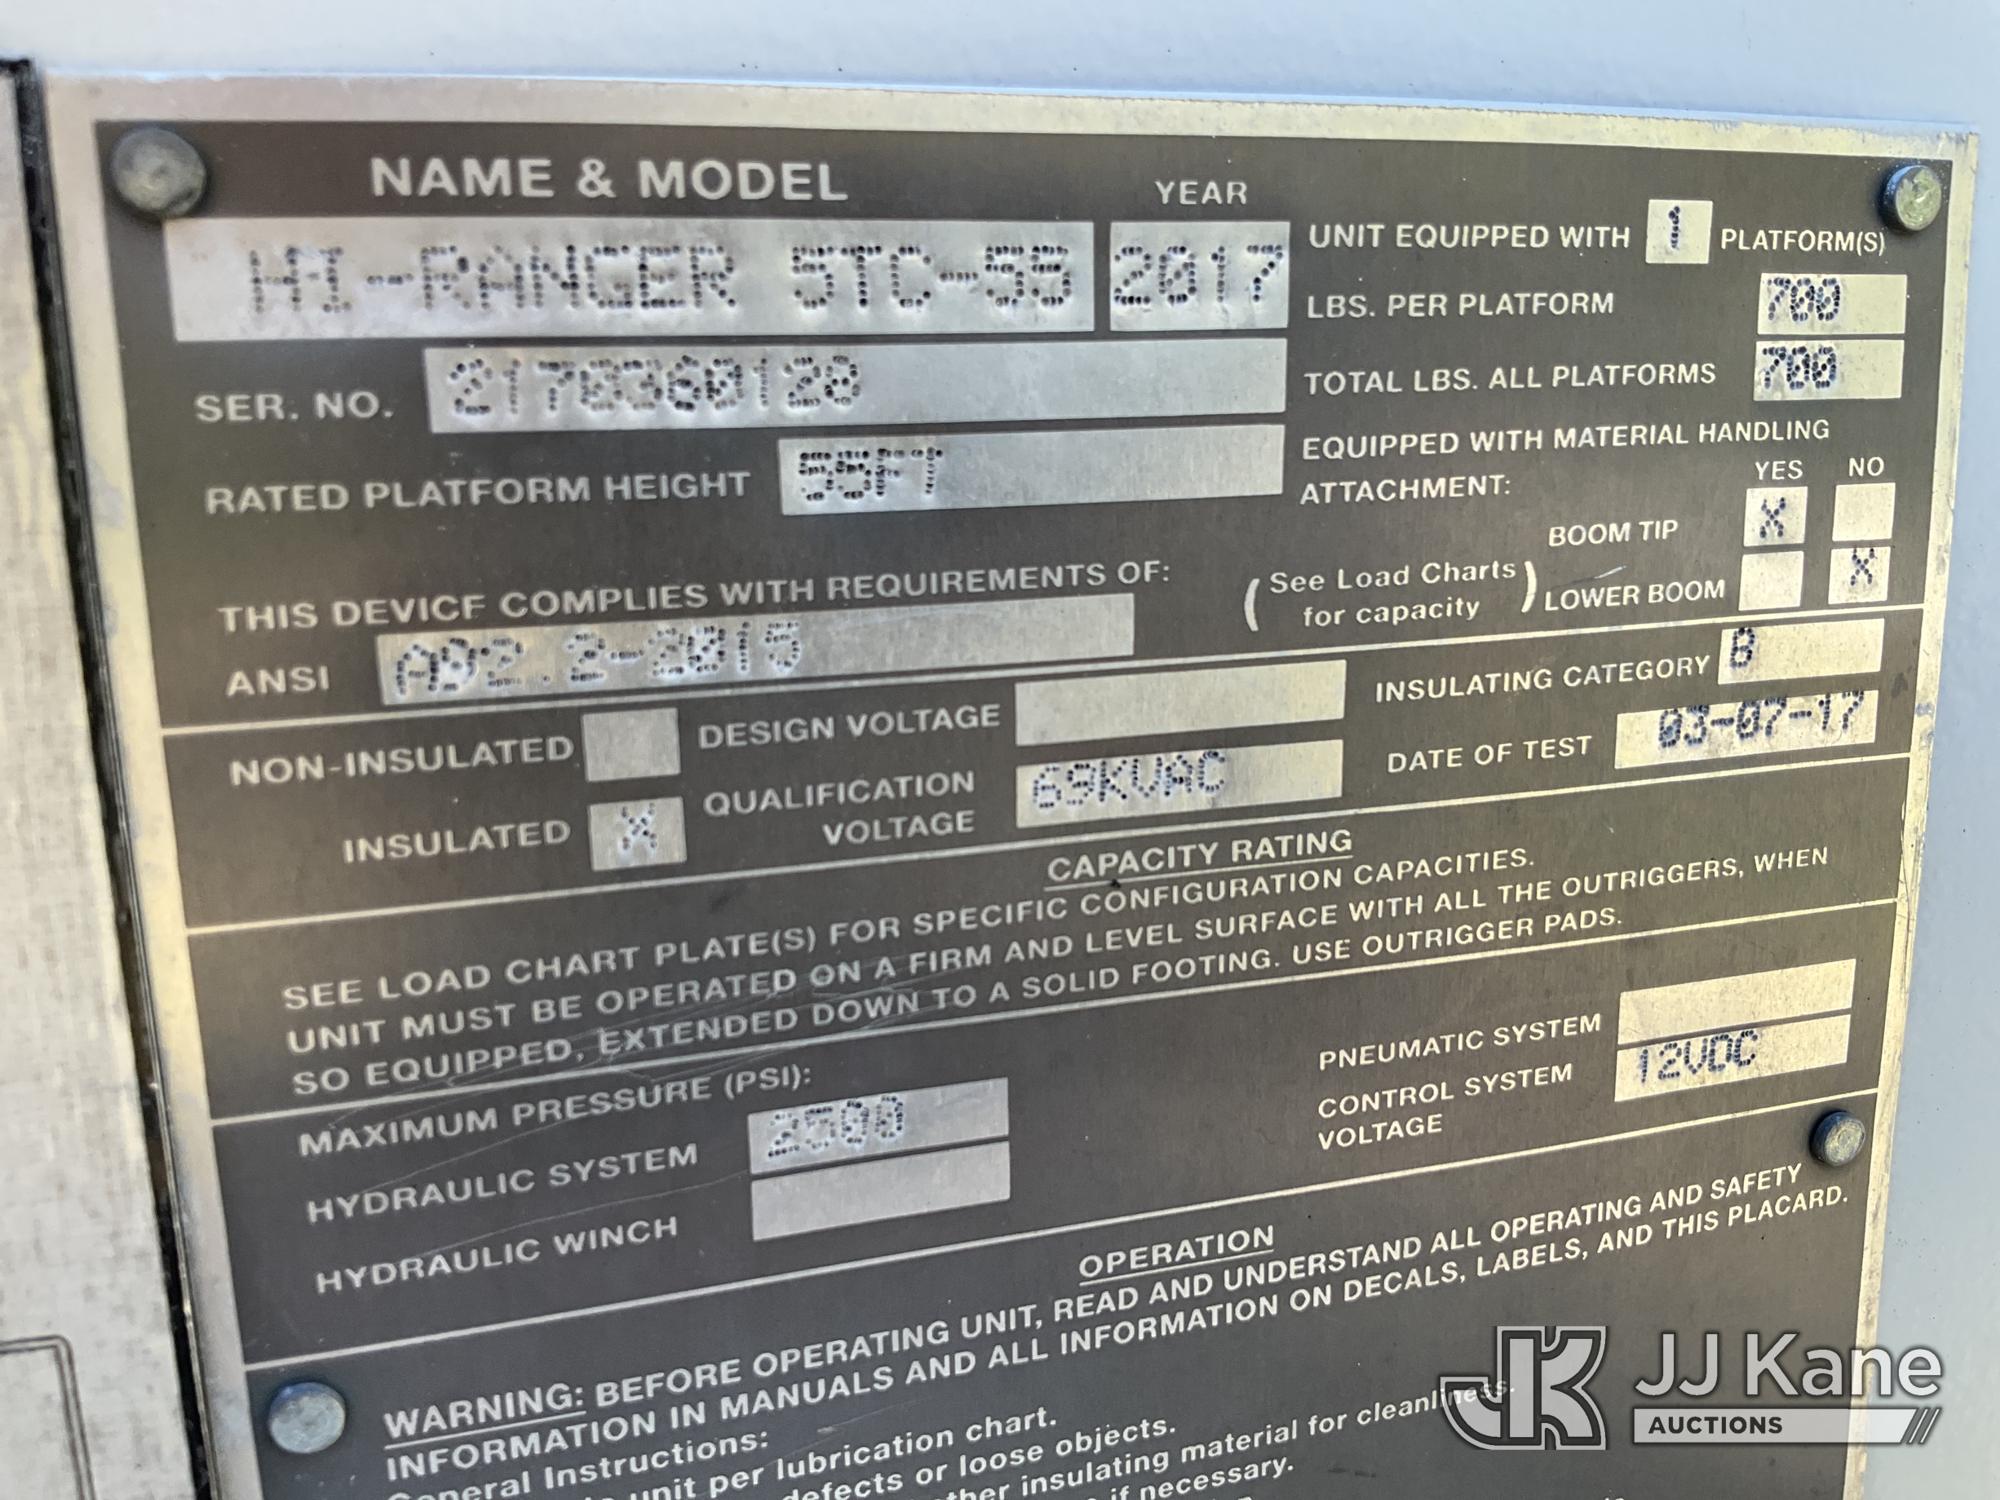 NAME & MODEL
YEAR
HI-RANGER 5TC-55 2017
SER. NO. 2170360128
RATED PLATFORM HEIGHT 55FT
THIS DEVICE COMPLIES WITH REQUIREMENTS OF:
ANSI A92.2-2015
UNIT EQUIPPED WITH 1 PLATFORM(S)
LBS. PER PLATFORM 700
TOTAL LBS. ALL PLATFORMS 700
EQUIPPED WITH MATERIAL HANDLING
ATTACHMENT: YES NO
BOOM TIP X
(See Load Charts
for capacity) LOWER BOOM X
NON-INSULATED
INSULATED X
DESIGN VOLTAGE
QUALIFICATION
VOLTAGE 69KVAC
INSULATING CATEGORY B
DATE OF TEST 03-07-17
CAPACITY RATING
SEE LOAD CHART PLATE(S) FOR SPECIFIC CONFIGURATION CAPACITIES.
UNIT MUST BE OPERATED ON A FIRM AND LEVEL SURFACE WITH ALL THE OUTRIGGERS, WHEN
SO EQUIPPED, EXTENDED DOWN TO A SOLID FOOTING. USE OUTRIGGER PADS.
MAXIMUM PRESSURE (PSI):
HYDRAULIC SYSTEM 2500
HYDRAULIC WINCH
PNEUMATIC SYSTEM
CONTROL SYSTEM
VOLTAGE 12VDC
OPERATION
WARNING: BEFORE OPERATING UNIT, READ AND UNDERSTAND ALL OPERATING AND SAFETY
INFORMATION IN MANUALS AND ALL INFORMATION ON DECALS, LABELS, AND THIS PLACARD.
General Instructions:
unit per lubrication chart.
defects or loose objects.
insulating material for cleanliness.
if necessary.
JK JJ Kane
AUCTIONS